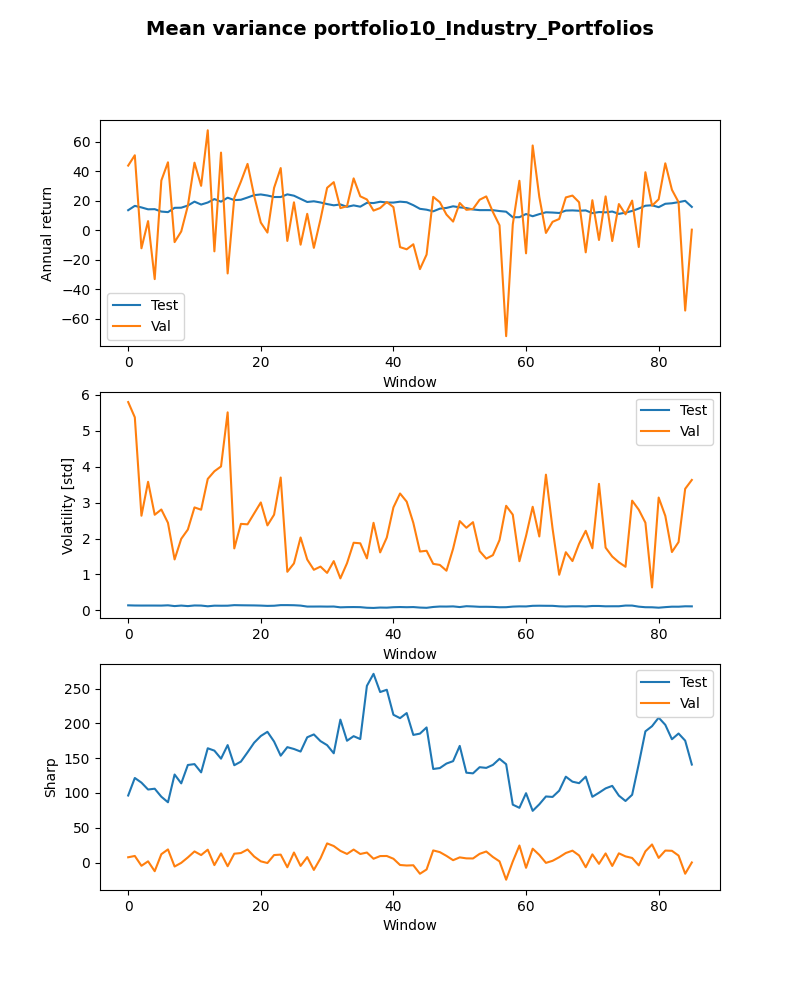 Mean variance portfolio10_Industry_Portfolios
Annual return
60
40
20
0
−20
−40
−60
Test
Val
0 20 40 60 80
Window
Volatility [std]
6
5
4
3
2
1
0
Test
Val
0 20 40 60 80
Window
Sharp
250
200
150
100
50
0
Test
Val
0 20 40 60 80
Window